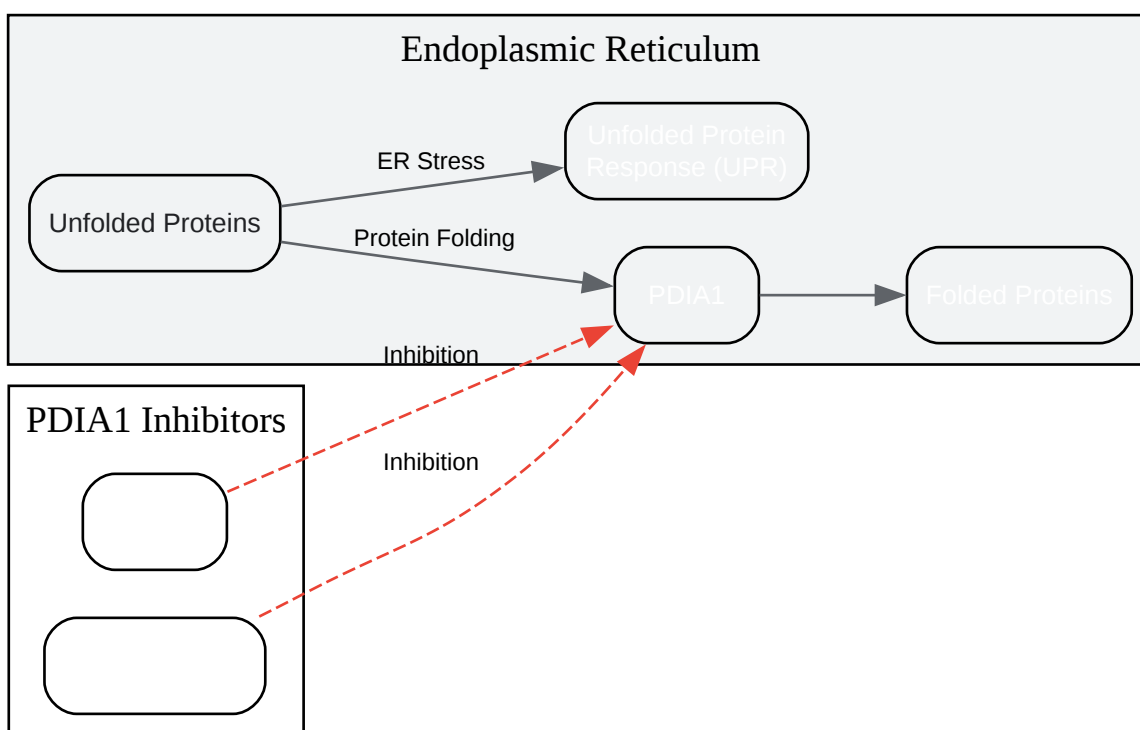 Endoplasmic Reticulum
Unfolded Protein
Response (UPR)
ER Stress
Unfolded Proteins
Protein Folding
PDIA1
Folded Proteins
Inhibition
PDIA1 Inhibitors
Inhibition